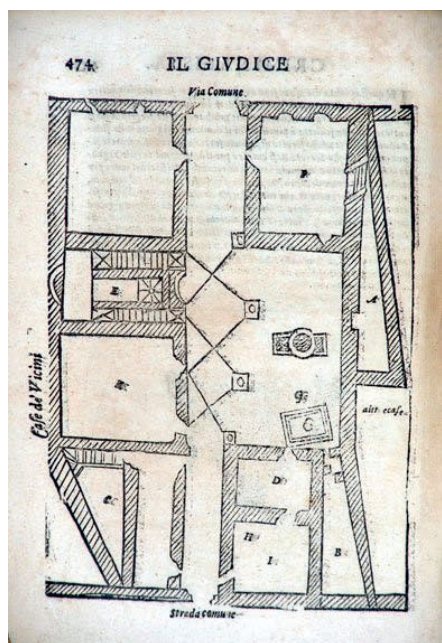 474 IL GIVDICE
Via Comune
F
A
E
Case de' Vicini
altre case
G
C
D
H
I
B
Strada comune